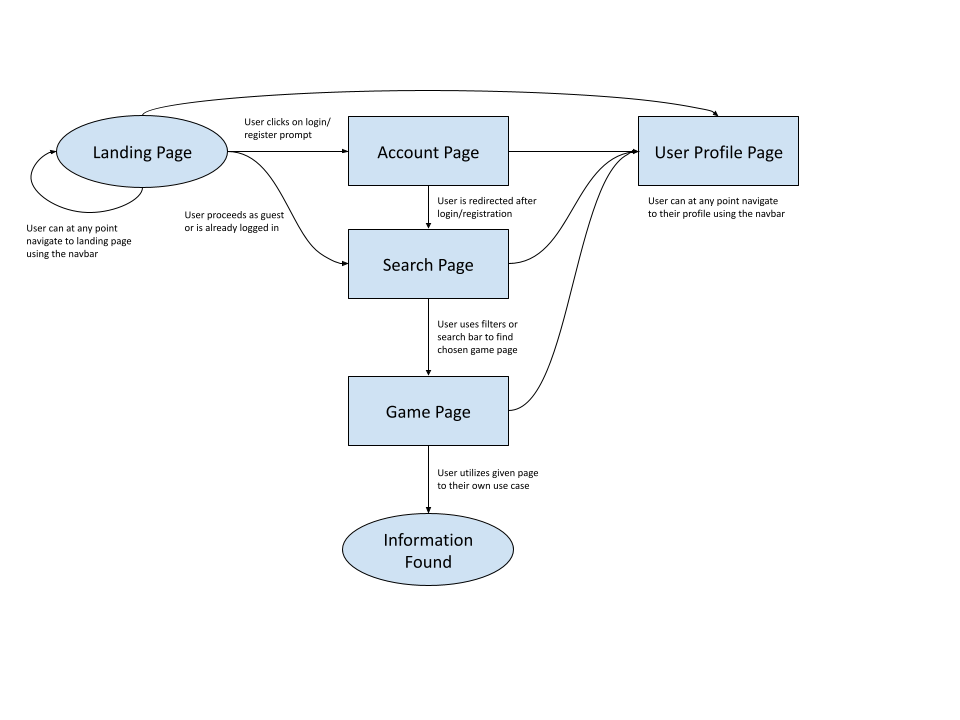 User clicks on login/
register prompt
Landing Page
Account Page
User Profile Page
User can at any point
navigate to landing page
using the navbar
User proceeds as guest
or is already logged in
User is redirected after
login/registration
User can at any point navigate
to their profile using the navbar
Search Page
User uses filters or
search bar to find
chosen game page
Game Page
User utilizes given page
to their own use case
Information
Found